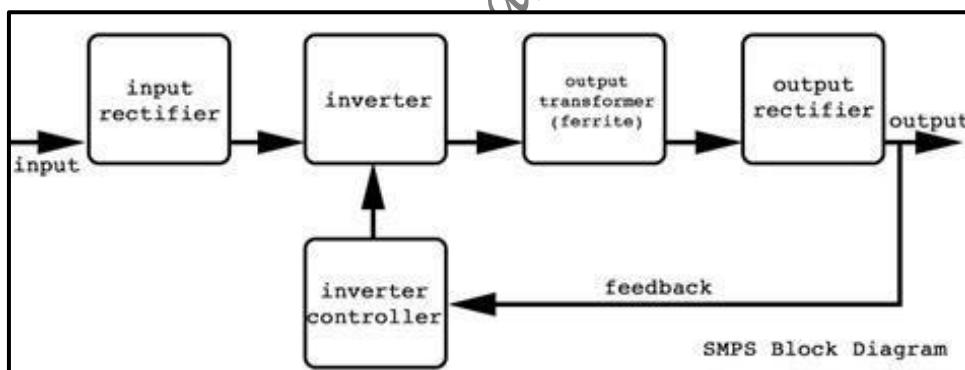 input
rectifier
inverter
output
transformer
(ferrite)
output
rectifier
output
input
inverter
controller
feedback
SMPS Block Diagram